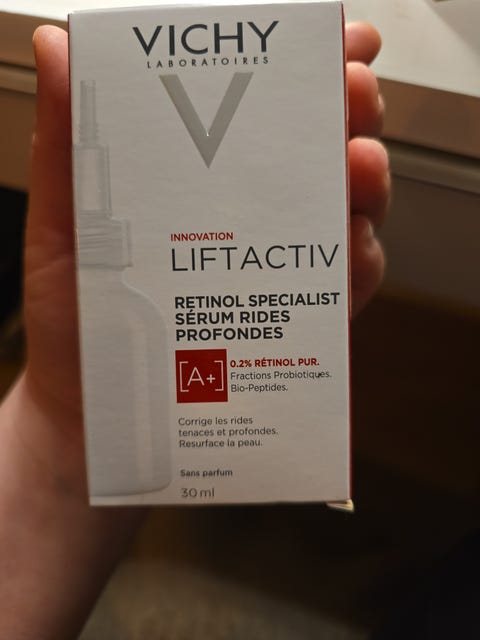 VICHY
LABORATOIRES
INNOVATION
LIFTACTIV
RETINOL SPECIALIST
SÉRUM RIDES
PROFONDES
[A+]
0.2% RÉTINOL PUR.
Fractions Probiotiques.
Bio-Peptides.
Corrige les rides
tenaces et profondes.
Resurface la peau.
Sans parfum
30 ml